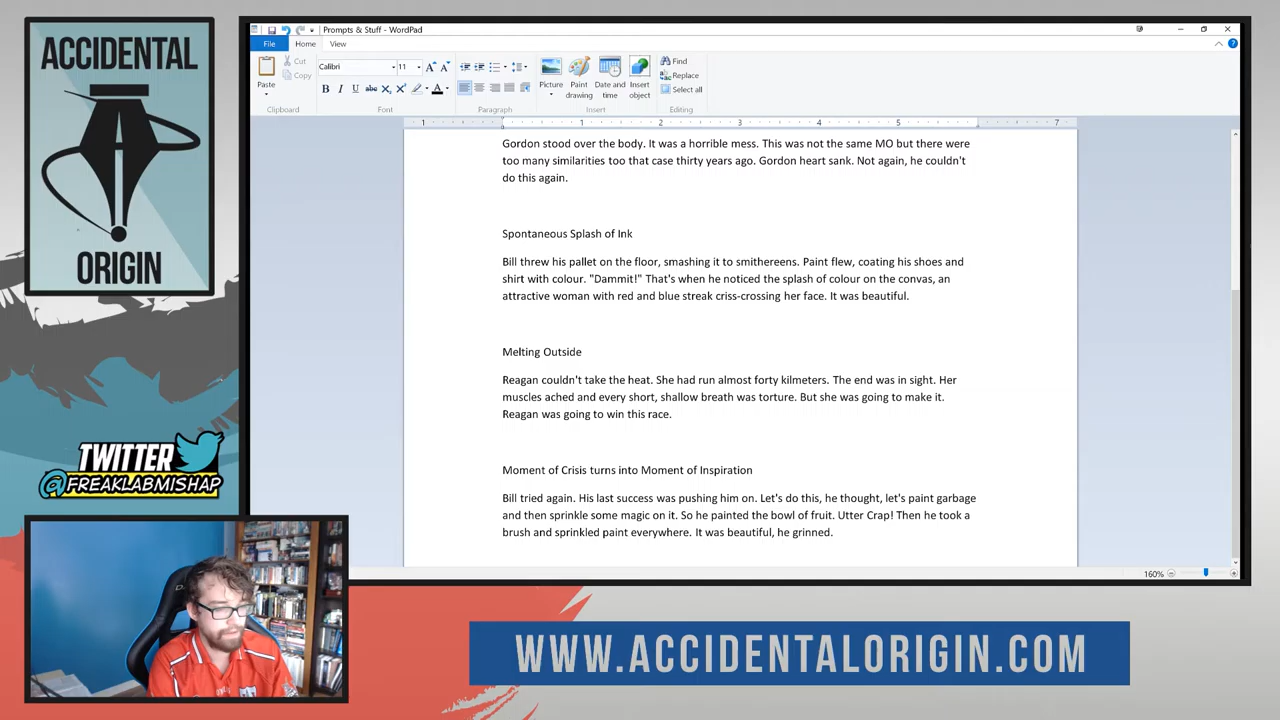 ACCIDENTAL
ORIGIN
TWITTER
@FREAKLABMISHAP
Prompts & Stuff - WordPad
File
Home
View
Paste
Cut
Copy
Clipboard
Calibri
11
Font
Paragraph
Picture
Paint
drawing
Date and
time
Insert
object
Insert
Find
Replace
Select all
Editing
1 1 2 3 4 5 7
Gordon stood over the body. It was a horrible mess. This was not the same MO but there were
too many similarities too that case thirty years ago. Gordon heart sank. Not again, he couldn't
do this again.
Spontaneous Splash of Ink
Bill threw his pallet on the floor, smashing it to smithereens. Paint flew, coating his shoes and
shirt with colour. "Dammit!" That's when he noticed the splash of colour on the convas, an
attractive woman with red and blue streak criss-crossing her face. It was beautiful.
Melting Outside
Reagan couldn't take the heat. She had run almost forty kilmeters. The end was in sight. Her
muscles ached and every short, shallow breath was torture. But she was going to make it.
Reagan was going to win this race.
Moment of Crisis turns into Moment of Inspiration
Bill tried again. His last success was pushing him on. Let's do this, he thought, let's paint garbage
and then sprinkle some magic on it. So he painted the bowl of fruit. Utter Crap! Then he took a
brush and sprinkled paint everywhere. It was beautiful, he grinned.
160%
WWW.ACCIDENTALORIGIN.COM